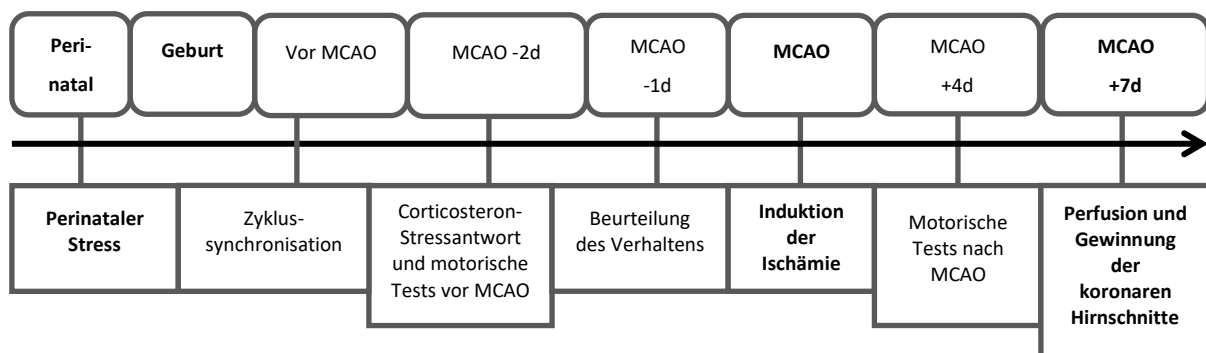 Peri-
natal
Geburt
Vor MCAO
MCAO -2d
MCAO
-1d
MCAO
MCAO
+4d
MCAO
+7d
Perinataler
Stress
Zyklus-
synchronisation
Corticosteron-
Stressantwort
und motorische
Tests vor MCAO
Beurteilung
des Verhaltens
Induktion
der
Ischämie
Motorische
Tests nach
MCAO
Perfusion und
Gewinnung
der
koronaren
Hirnschnitte